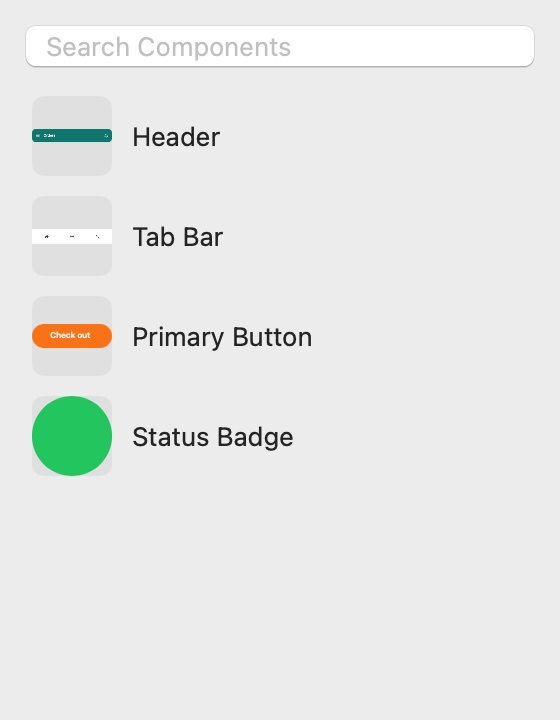 Search Components
Header
Tab Bar
Check out
Primary Button
Status Badge